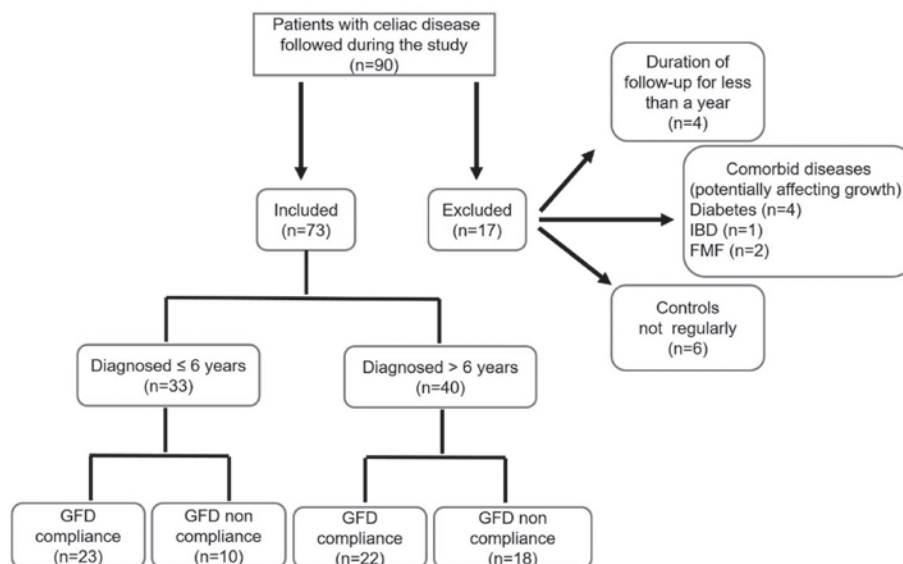 Patients with celiac disease
followed during the study
(n=90)
Duration of
follow-up for less
than a year
(n=4)
Comorbid diseases
(potentially affecting growth)
Diabetes (n=4)
IBD (n=1)
FMF (n=2)
Included
(n=73)
Excluded
(n=17)
Controls
not regularly
(n=6)
Diagnosed ≤ 6 years
(n=33)
Diagnosed > 6 years
(n=40)
GFD
compliance
(n=23)
GFD non
compliance
(n=10)
GFD
compliance
(n=22)
GFD non
compliance
(n=18)